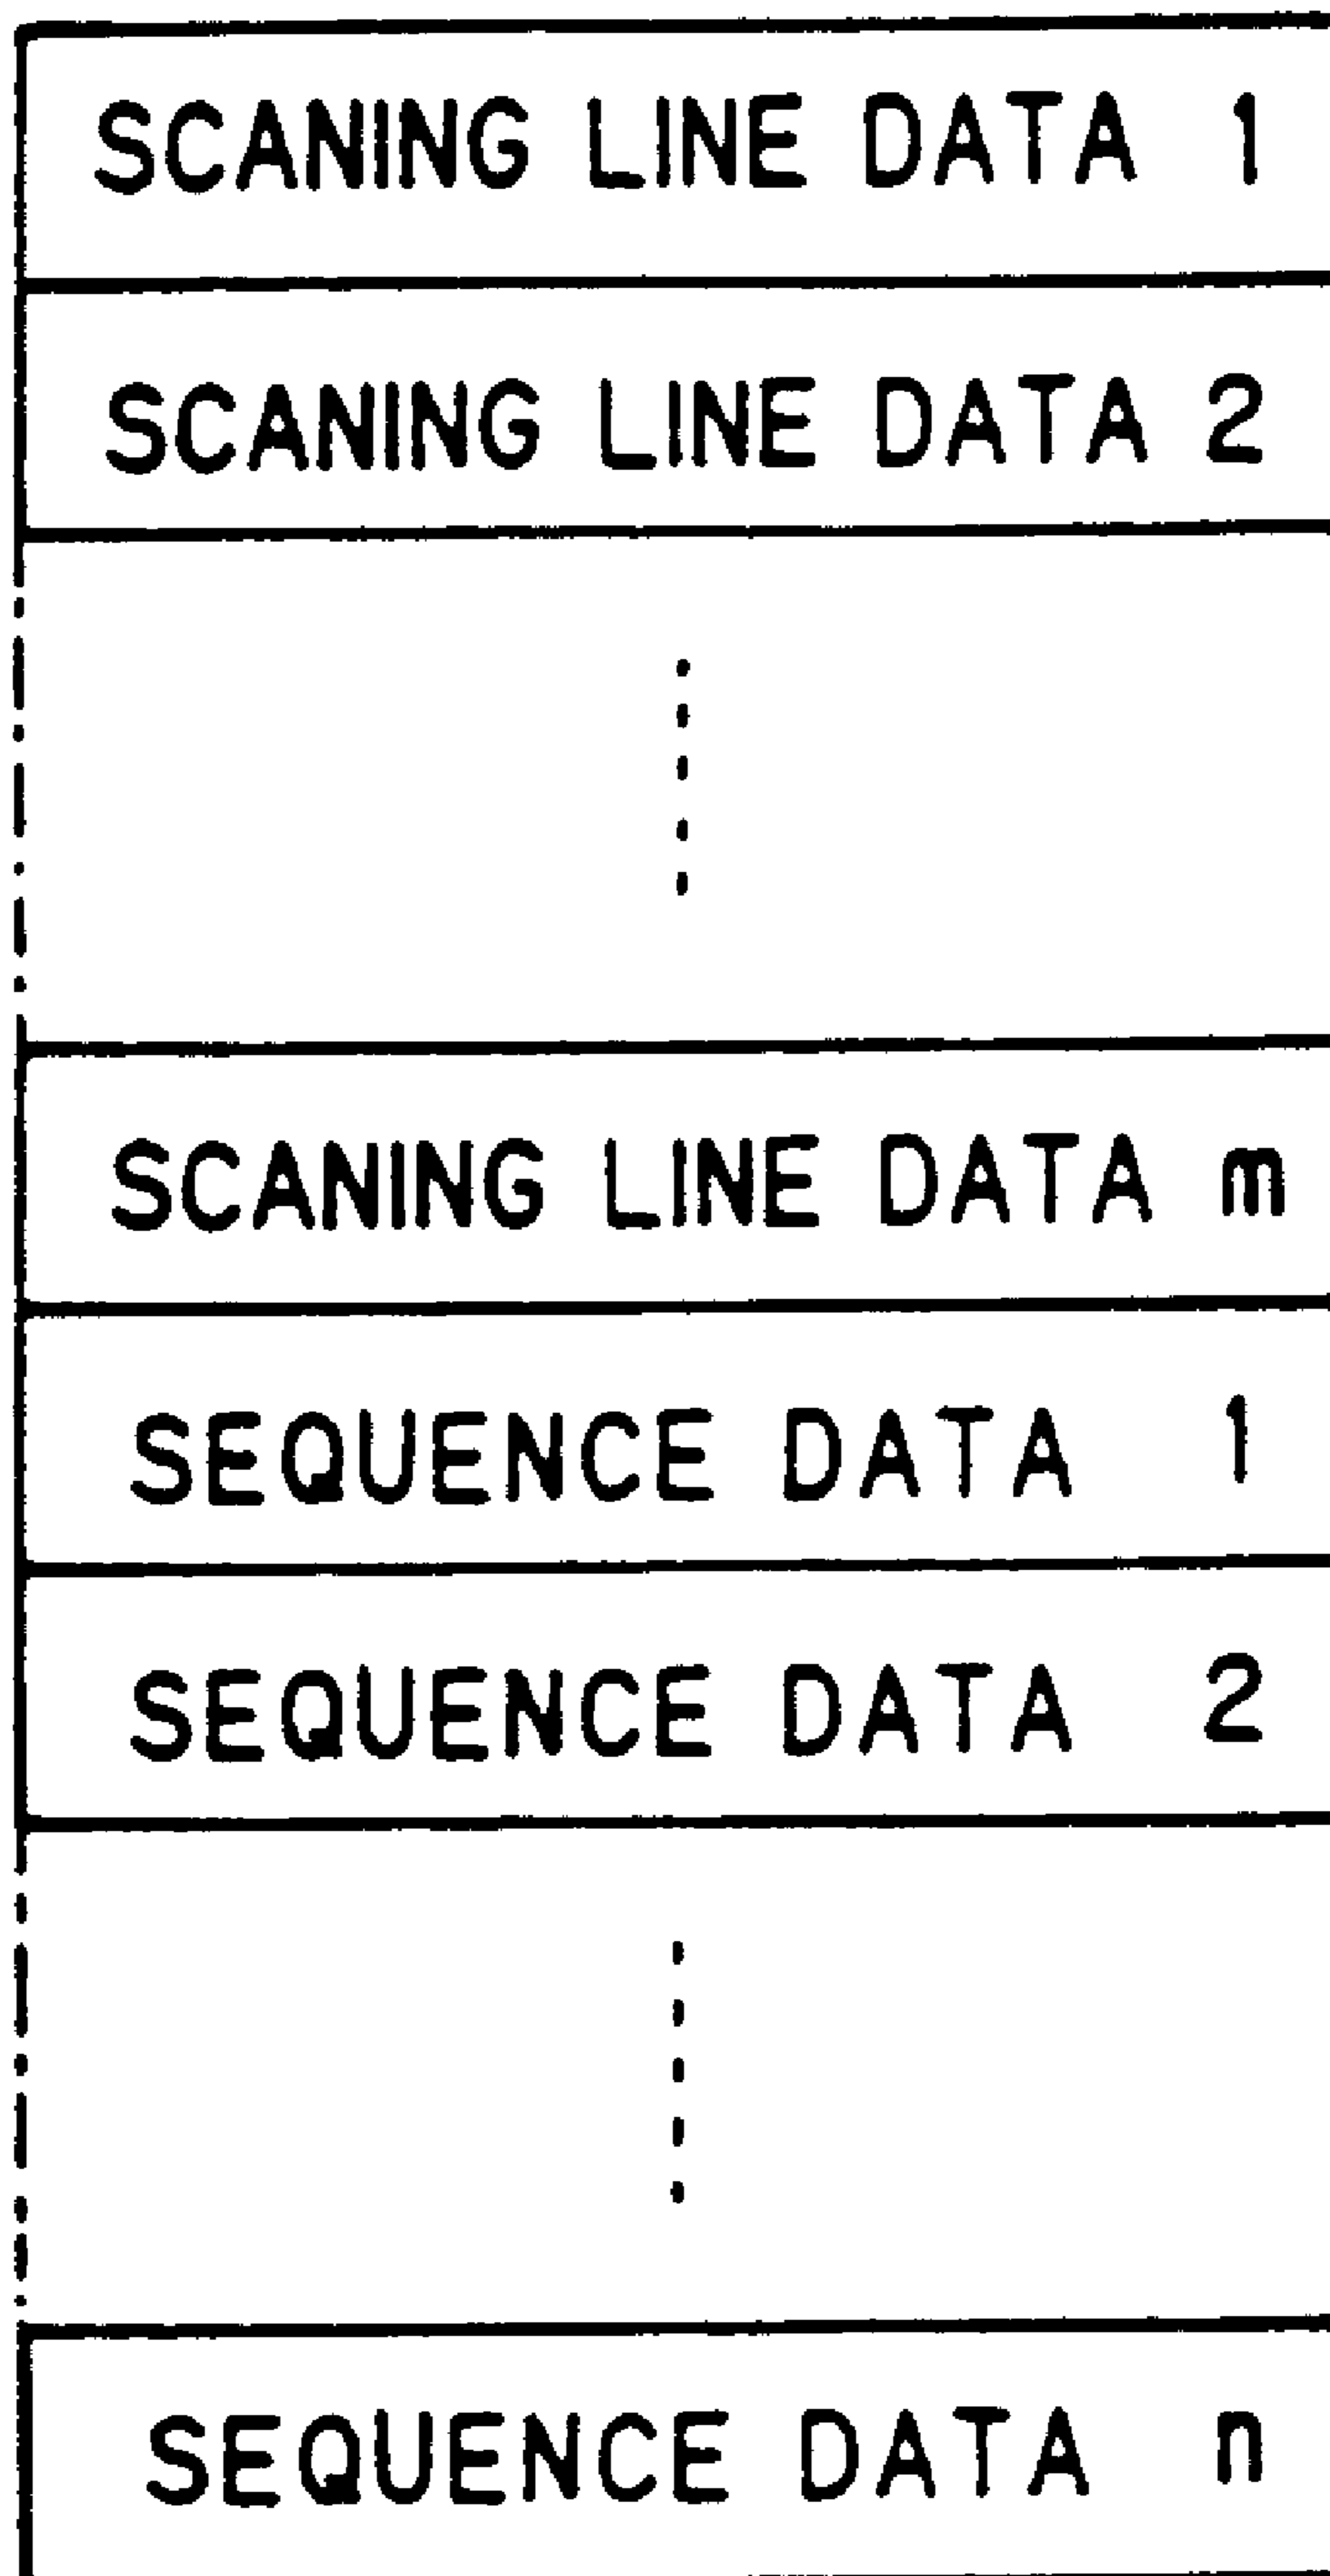 SCANING LINE DATA 1
SCANING LINE DATA 2
SCANING LINE DATA m
SEQUENCE DATA 1
SEQUENCE DATA 2
SEQUENCE DATA n